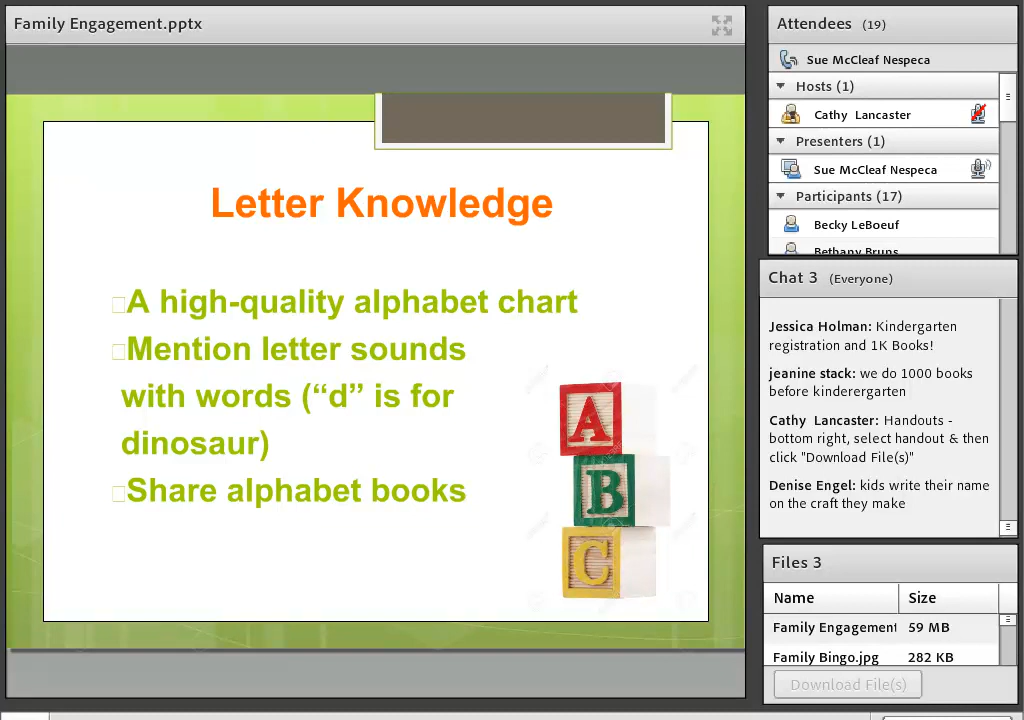 Family Engagement.pptx
Letter Knowledge
A high-quality alphabet chart
Mention letter sounds
with words (“d” is for
dinosaur)
Share alphabet books
A
B
C
Attendees (19)
Sue McCleaf Nespeca
Hosts (1)
Cathy Lancaster
Presenters (1)
Sue McCleaf Nespeca
Participants (17)
Becky LeBoeuf
Bethany Bruns
Chat 3 (Everyone)
Jessica Holman: Kindergarten
registration and 1K Books!
jeanine stack: we do 1000 books
before kinderergarten
Cathy Lancaster: Handouts -
bottom right, select handout & then
click "Download File(s)"
Denise Engel: kids write their name
on the craft they make
Files 3
Name Size
Family Engagement 59 MB
Family Bingo.jpg 282 KB
Download File(s)